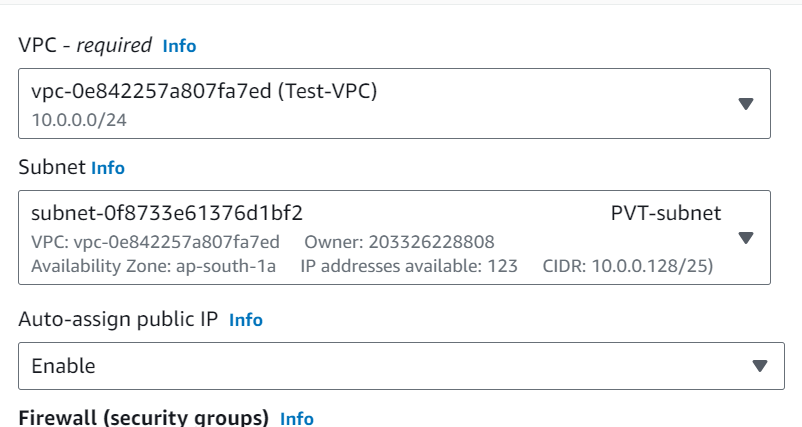 VPC - required Info
vpc-0e842257a807fa7ed (Test-VPC)
10.0.0.0/24
Subnet Info
subnet-0f8733e61376d1bf2 PVT-subnet
VPC: vpc-0e842257a807fa7ed Owner: 203326228808
Availability Zone: ap-south-1a IP addresses available: 123 CIDR: 10.0.0.128/25)
Auto-assign public IP Info
Enable
Firewall (security groups) Info